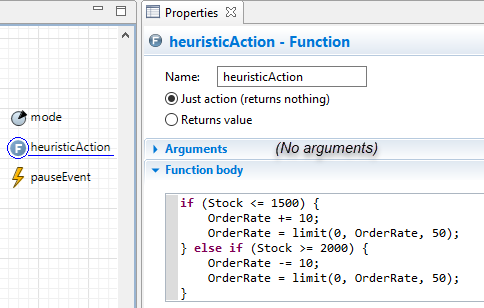 Properties
heuristicAction - Function
Name: heuristicAction
Just action (returns nothing)
Returns value
mode
heuristicAction
pauseEvent
Arguments (No arguments)
Function body
if (Stock <= 1500) {
    OrderRate += 10;
    OrderRate = limit(0, OrderRate, 50);
} else if (Stock >= 2000) {
    OrderRate -= 10;
    OrderRate = limit(0, OrderRate, 50);
}